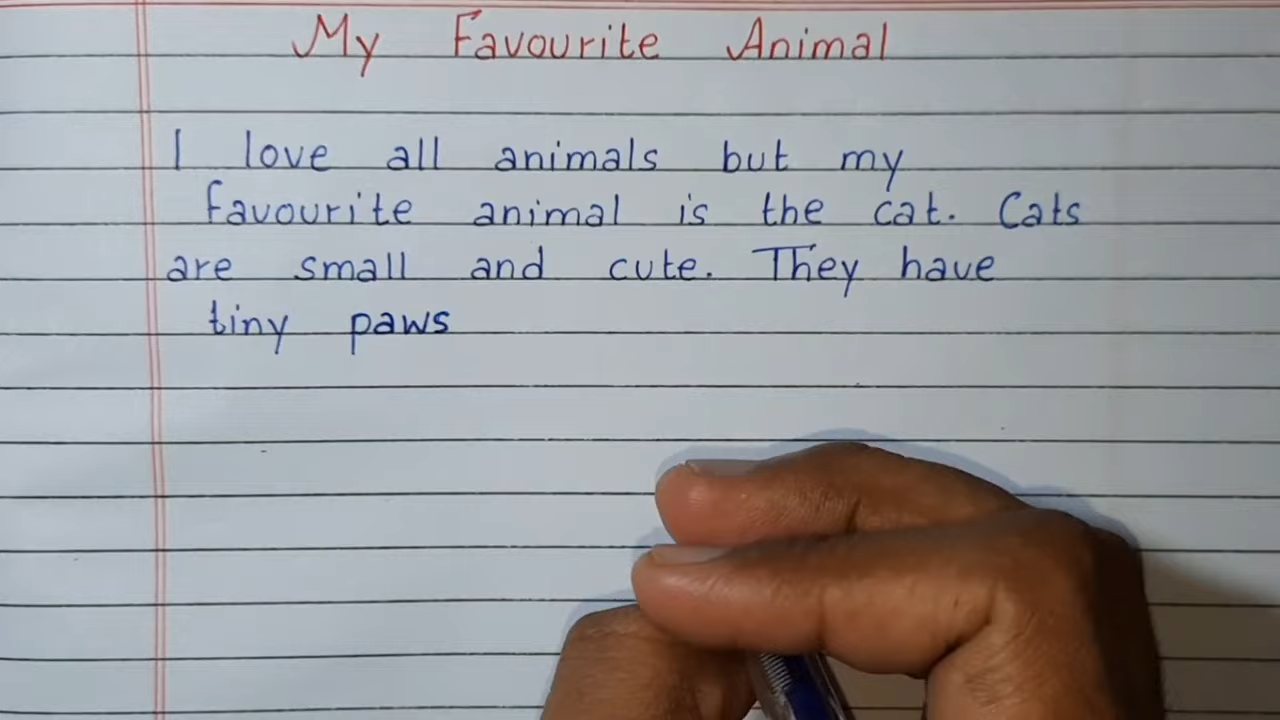 My Favourite Animal
I love all animals but my
favourite animal is the cat. Cats
are small and cute. They have
tiny paws